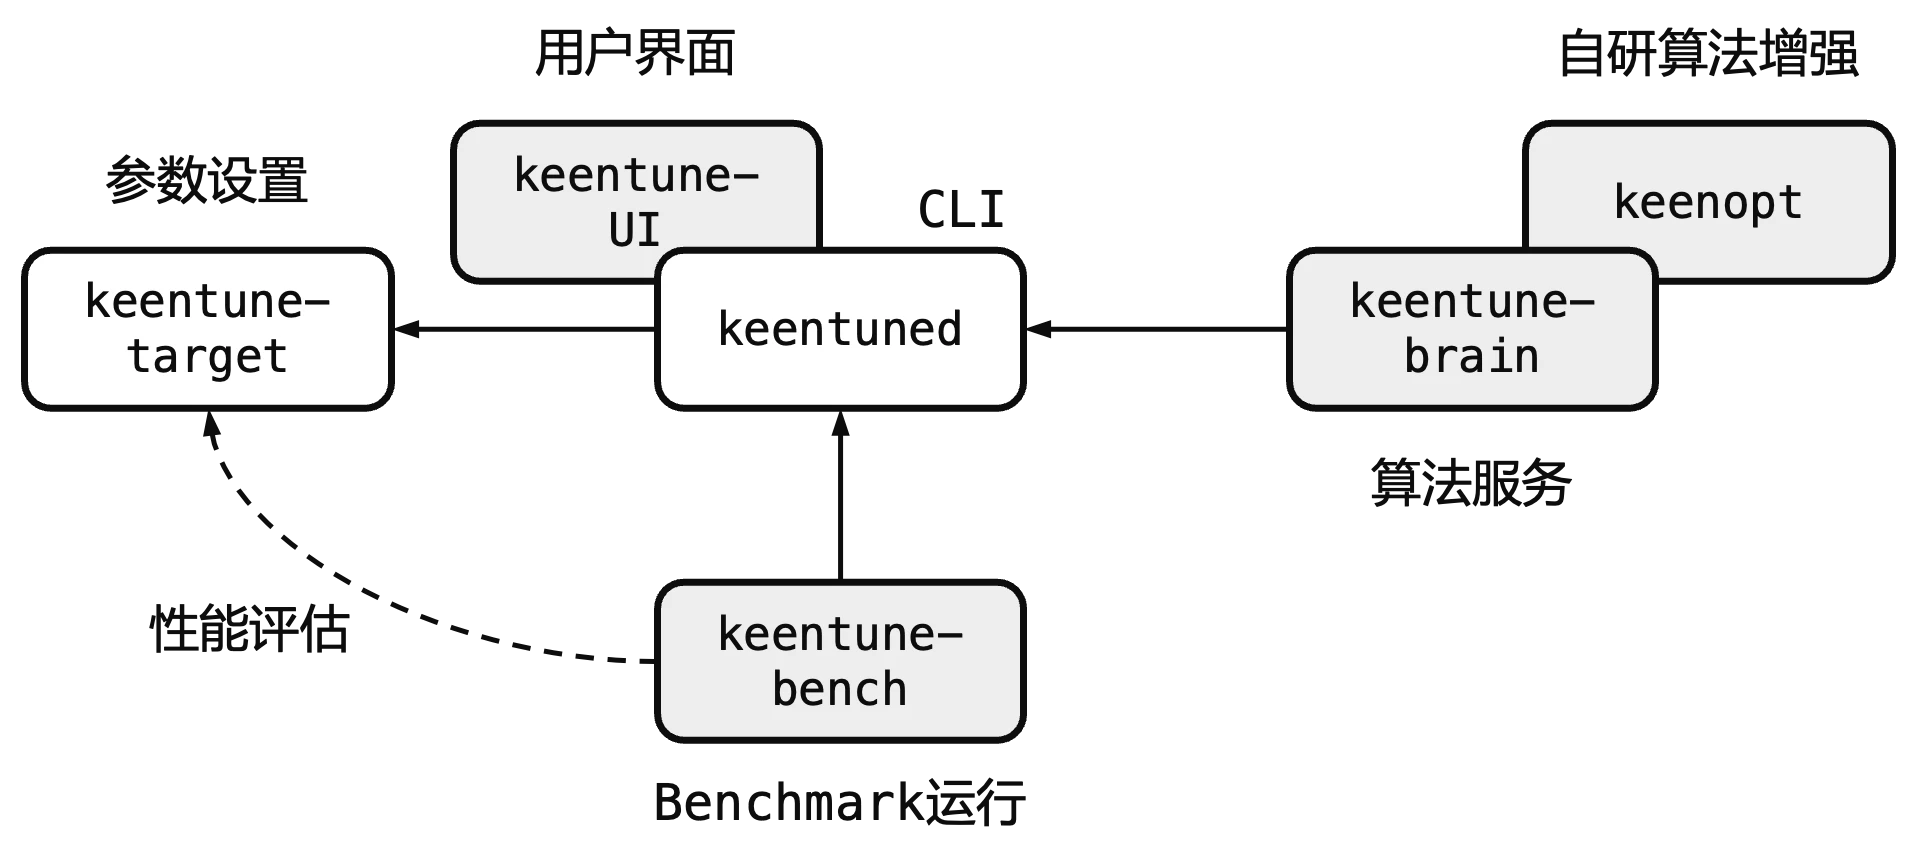 用户界面
自研算法增强
参数设置
keentune-
UI
CLI
keenopt
keentune-
target
keentuned
keentune-
brain
算法服务
性能评估
keentune-
bench
Benchmark运行